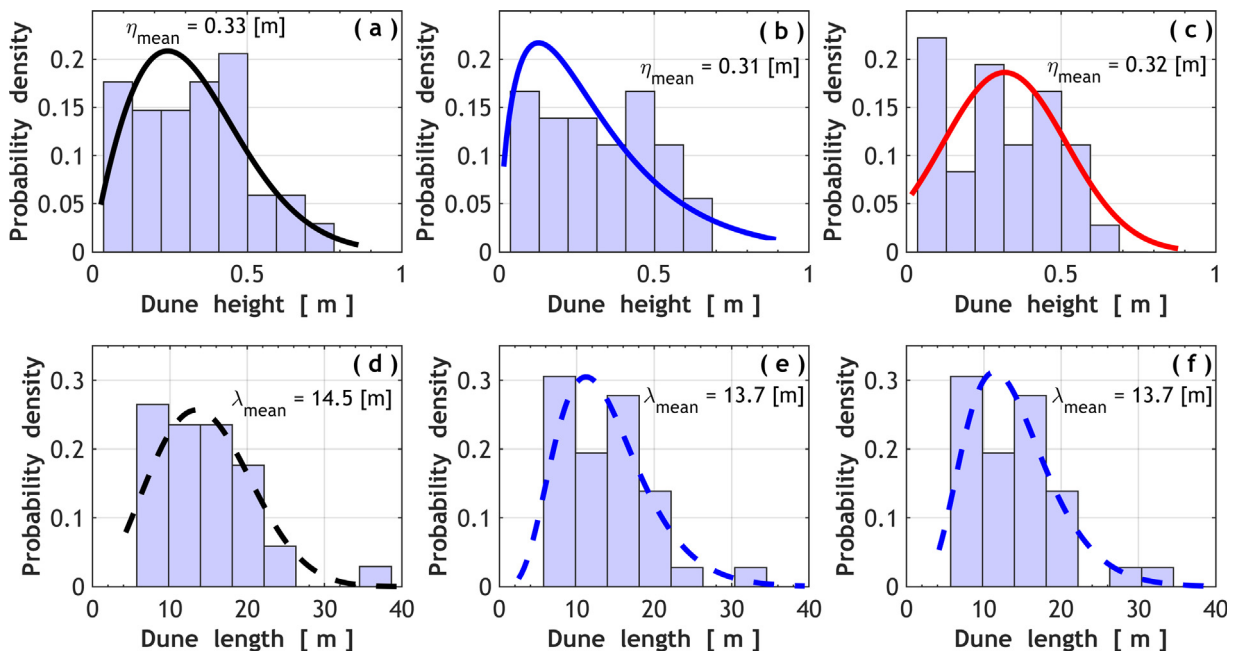 η_mean = 0.33 [m]
( a )
Probability density
0.2
0.15
0.1
0.05
0
0
0.5
1
Dune height [ m ]
( b )
η_mean = 0.31 [m]
Probability density
0.2
0.15
0.1
0.05
0
0
0.5
1
Dune height [ m ]
( c )
η_mean = 0.32 [m]
Probability density
0.2
0.15
0.1
0.05
0
0
0.5
1
Dune height [ m ]
( d )
λ_mean = 14.5 [m]
Probability density
0.3
0.2
0.1
0
0
10
20
30
40
Dune length [ m ]
( e )
λ_mean = 13.7 [m]
Probability density
0.3
0.2
0.1
0
0
10
20
30
40
Dune length [ m ]
( f )
λ_mean = 13.7 [m]
Probability density
0.3
0.2
0.1
0
0
10
20
30
40
Dune length [ m ]